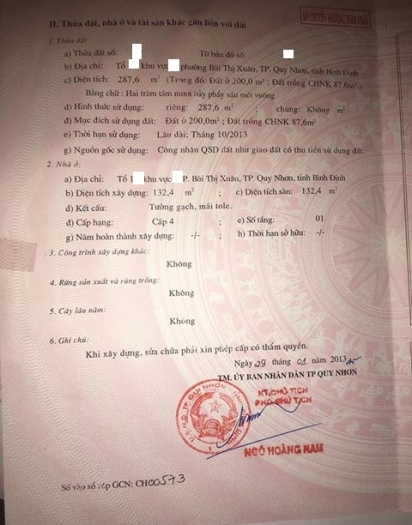 II. Thửa đất, nhà ở và tài sản khác gắn liền với đất
1. Thửa đất
a) Thửa đất số: Tờ bản đồ số:
b) Địa chỉ: Tổ khu vực phường Bùi Thị Xuân, TP. Quy Nhơn, tỉnh Bình Định
c) Diện tích: 287,6 m² (Trong đó: Đất ở 200,0 m², Đất trồng CHNK 87,6m²)
Bằng chữ: Hai trăm tám mươi bảy phẩy sáu mét vuông
d) Hình thức sử dụng: riêng: 287,6 m² ; chung: Không m²
đ) Mục đích sử dụng đất: Đất ở 200,0m² ; Đất trồng CHNK 87,6m²
e) Thời hạn sử dụng: Lâu dài; Tháng 10/2013
g) Nguồn gốc sử dụng: Công nhận QSD đất như giao đất có thu tiền sử dụng đất.
2. Nhà ở:
a) Địa chỉ: Tổ 1 khu vực P. Bùi Thị Xuân, TP. Quy Nhơn, tỉnh Bình Định
b) Diện tích xây dựng: 132,4 m² ; c) Diện tích sàn: 132,4 m²
d) Kết cấu: Tường gạch, mái tole.
đ) Cấp hạng: Cấp 4 ; e) Số tầng: 01
g) Năm hoàn thành xây dựng: -/- ; h) Thời hạn sở hữu: -/-
3. Công trình xây dựng khác:
Không
4. Rừng sản xuất và rừng trồng:
Không
5. Cây lâu năm:
Không
6. Ghi chú:
Khi xây dựng, sửa chữa phải xin phép cấp có thẩm quyền.
Ngày 29 tháng 01 năm 2013
TM. ỦY BAN NHÂN DÂN TP QUY NHƠN
KT.CHỦ TỊCH
PHÓ CHỦ TỊCH
NGÔ HOÀNG NAM
Số vào sổ cấp GCN: CH00573